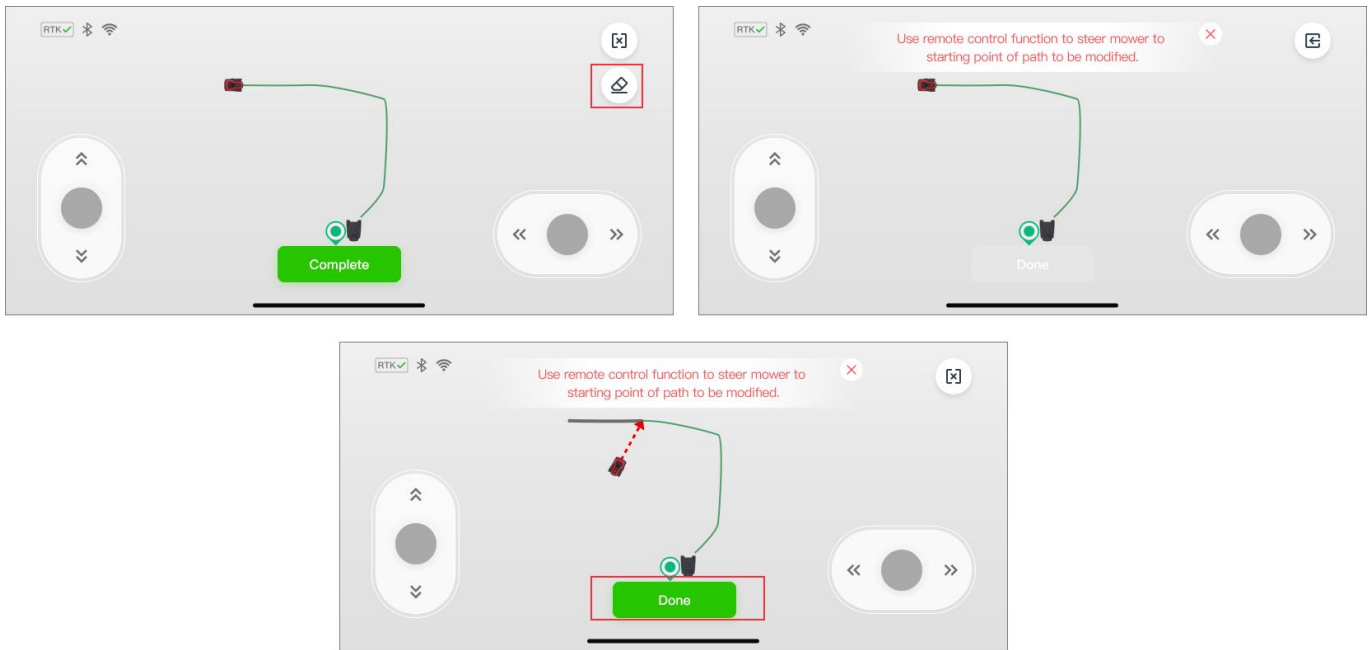 RTK
Complete
RTK
Use remote control function to steer mower to
starting point of path to be modified.
Done
RTK
Use remote control function to steer mower to
starting point of path to be modified.
Done